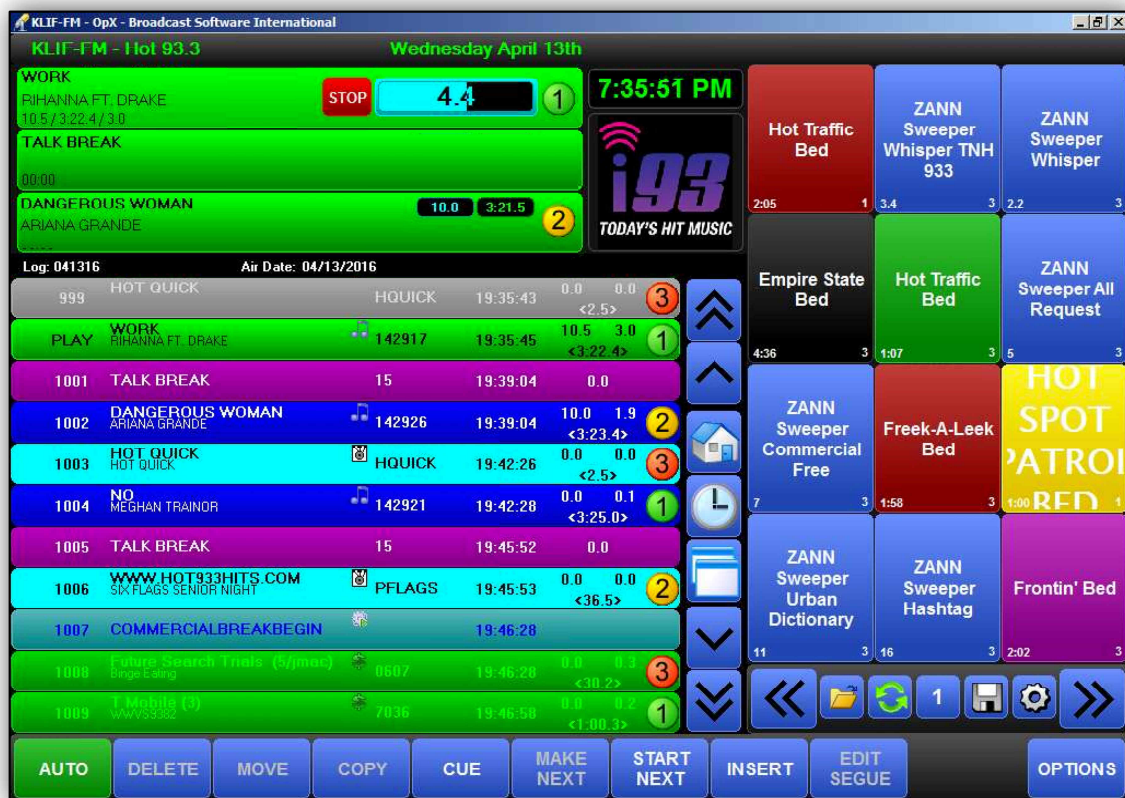 KLIF-FM - OpX - Broadcast Software International
KLIF-FM - Hot 93.3
Wednesday April 13th
WORK
RIHANNA FT. DRAKE
10.5 / 3:22.4 / 3.0
STOP
4.4
1
TALK BREAK
00:00
DANGEROUS WOMAN
ARIANA GRANDE
10.0
3:21.5
2
7:35:51 PM
i93
TODAY'S HIT MUSIC
Log: 041316
Air Date: 04/13/2016
999 HOT QUICK HQUICK 19:35:43 0.0 0.0
<2.5> 3
PLAY WORK 142917 19:35:45 10.5 3.0
RIHANNA FT. DRAKE <3:22.4> 1
1001 TALK BREAK 15 19:39:04 0.0
1002 DANGEROUS WOMAN 142926 19:39:04 10.0 1.9
ARIANA GRANDE <3:23.4> 2
1003 HOT QUICK HQUICK 19:42:26 0.0 0.0
HOT QUICK <2.5> 3
1004 NO 142921 19:42:28 0.0 0.1
MEGHAN TRAINOR <3:25.0> 1
1005 TALK BREAK 15 19:45:52 0.0
1006 WWW.HOT933HITS.COM PFLAGS 19:45:53 0.0 0.0
SIX FLAGS SENIOR NIGHT <36.5> 2
1007 COMMERCIALBREAKBEGIN 19:46:28
1008 Future Search Trials (5/jmac) 0607 19:46:28 0.0 0.3
Binge Eating <30.2> 3
1009 T Mobile (3) 7036 19:46:58 0.0 0.2
<1:00.3> 1
Hot Traffic
Bed
2:05 1
ZANN
Sweeper
Whisper TNH
933
3.4 3
ZANN
Sweeper
Whisper
2.2 3
Empire State
Bed
4:36 3
Hot Traffic
Bed
1:07 3
ZANN
Sweeper All
Request
5 3
ZANN
Sweeper
Commercial
Free
7 3
Freek-A-Leek
Bed
1:58 3
HOT
SPOT
PATROL
BED
1:00 1
ZANN
Sweeper
Urban
Dictionary
11 3
ZANN
Sweeper
Hashtag
16 3
Frontin' Bed
2:02 3
1
AUTO
DELETE
MOVE
COPY
CUE
MAKE
NEXT
START
NEXT
INSERT
EDIT
SEGUE
OPTIONS